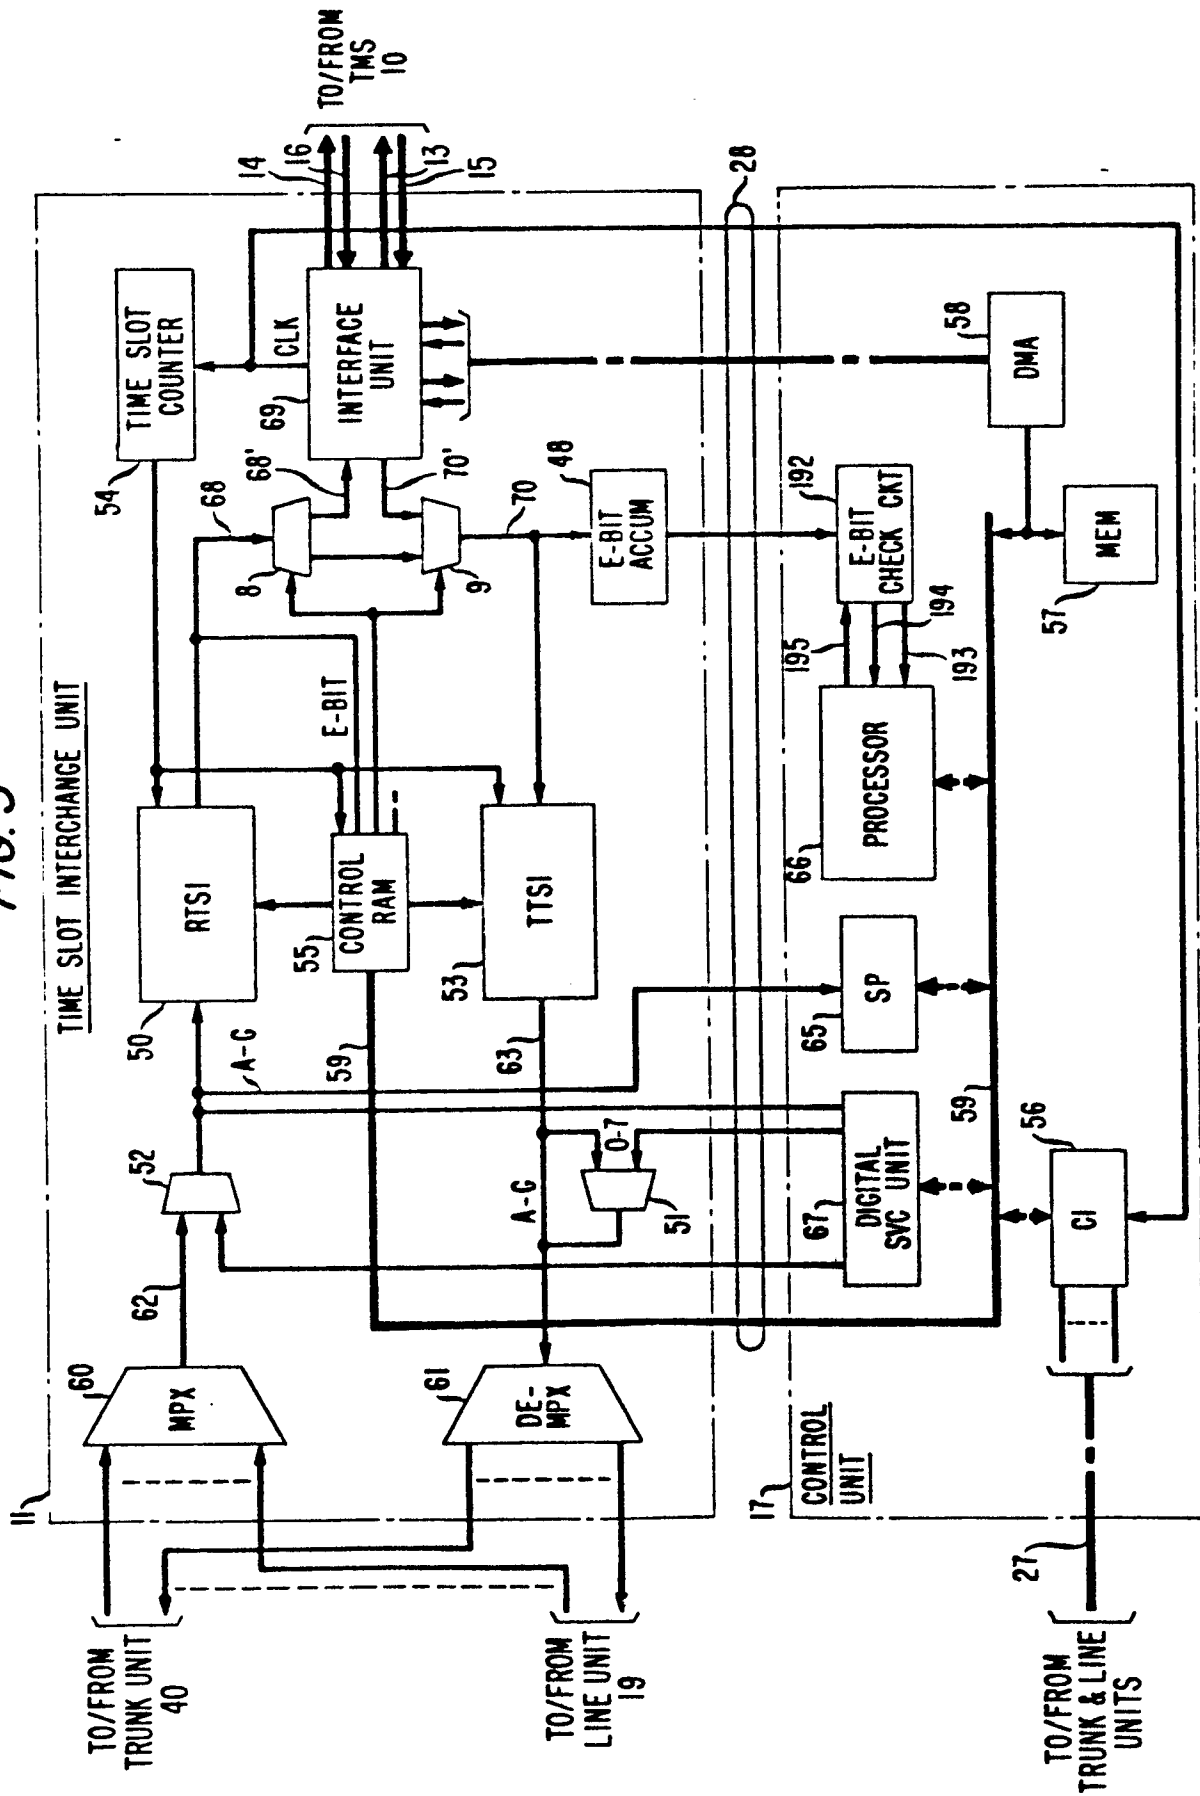 FIG. 5
TIME SLOT INTERCHANGE UNIT
11
TO/FROM
TRUNK UNIT
40
TO/FROM
LINE UNIT
19
60
MPX
61
DE-
MPX
62
52
A-G
50
RTSI
54
TIME SLOT
COUNTER
55
CONTROL
RAM
E-BIT
59
53
TTSI
63
A-G
0-7
51
68
8
9
68'
70'
70
69
CLK
INTERFACE
UNIT
48
E-BIT
ACCUM
14
16
13
15
TO/FROM
TMS
10
28
17
CONTROL
UNIT
67
DIGITAL
SVC UNIT
65
SP
66
PROCESSOR
195
194
193
192
E-BIT
CHECK CKT
58
DMA
57
MEM
59
56
CI
27
TO/FROM
TRUNK & LINE
UNITS